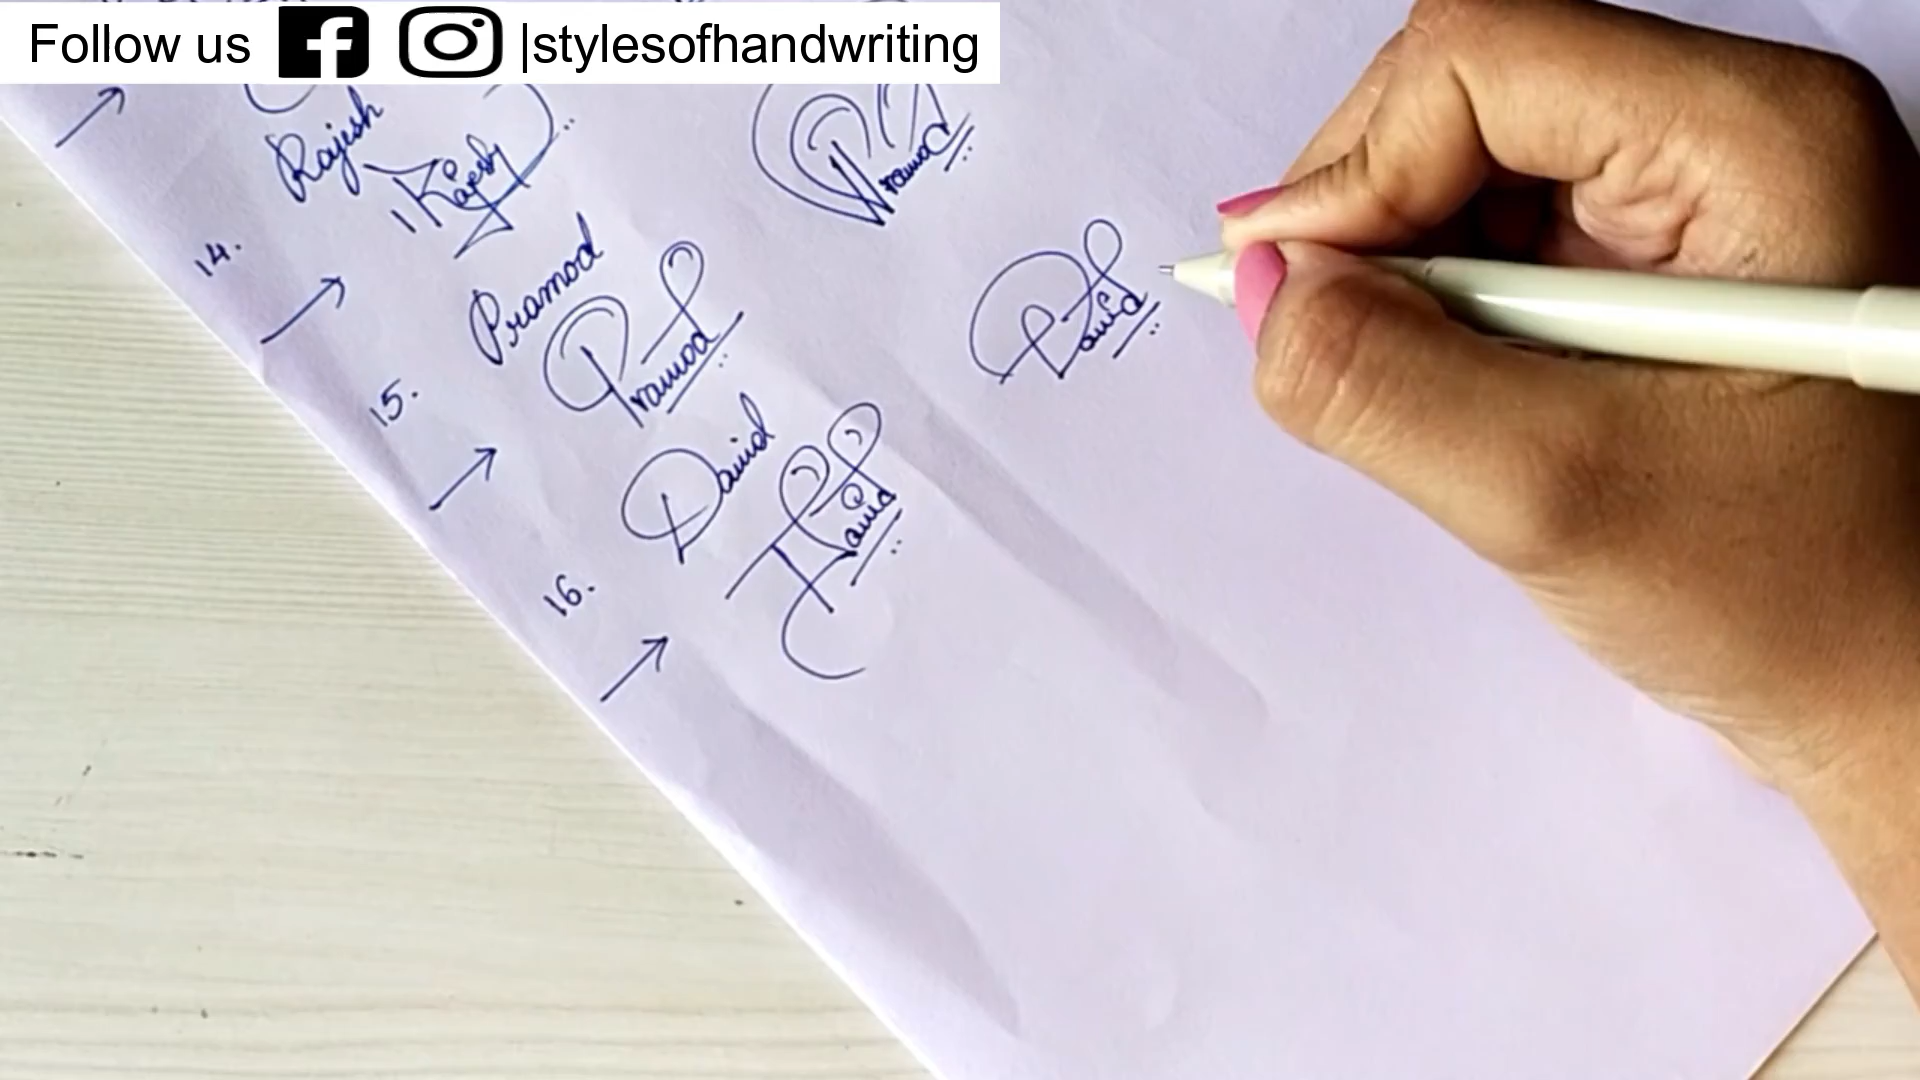 Follow us |stylesofhandwriting
Rajesh
Rajesh
14. Pramod
Pramod
Pramod
15. David
David
David
16.